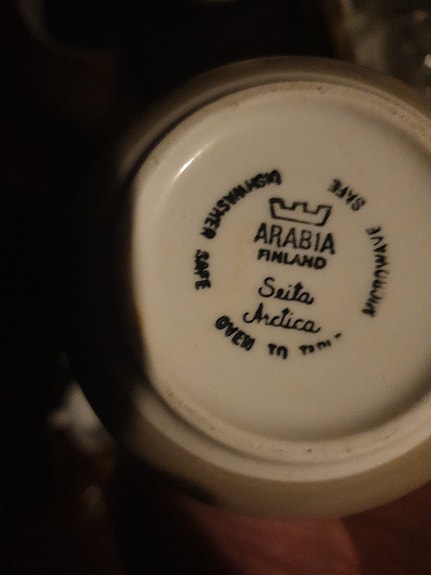 DISHWASHER SAFE
MICROWAVE SAFE
ARABIA
FINLAND
Seita
Arctica
OVEN TO